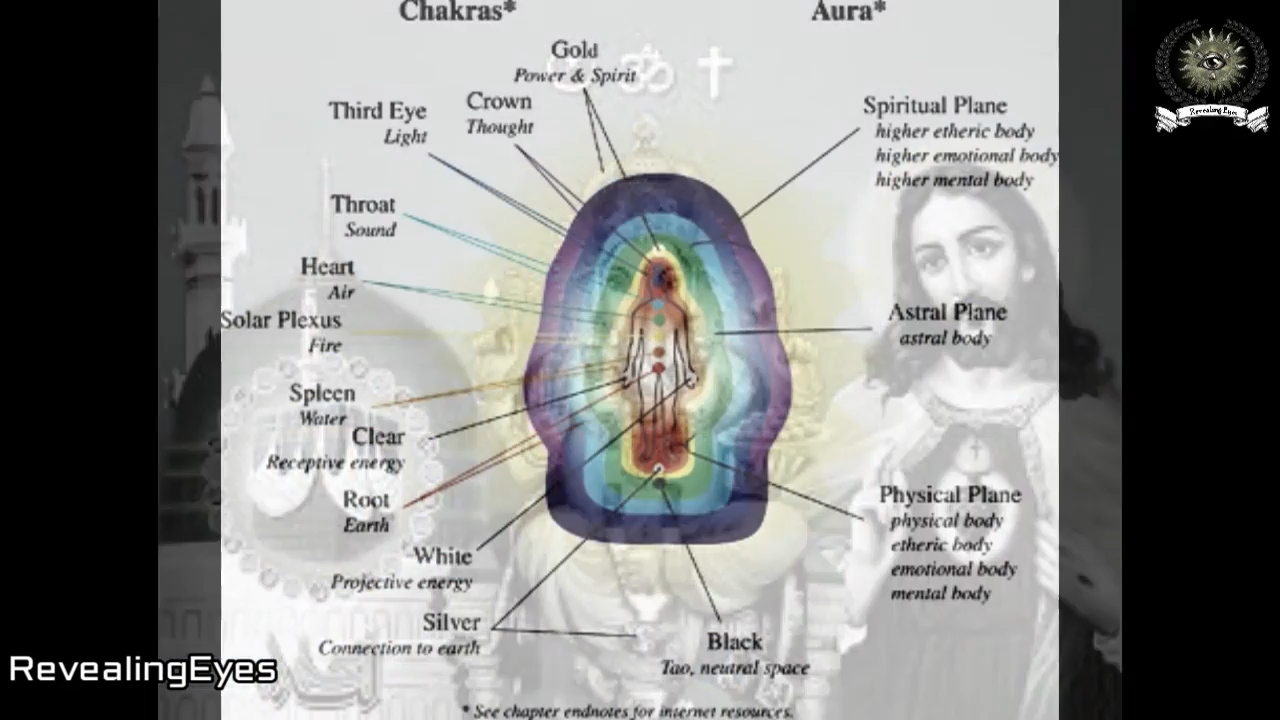 Chakras*
Aura*
Gold
Power & Spirit
Crown
Thought
Third Eye
Light
Throat
Sound
Heart
Air
Solar Plexus
Fire
Spleen
Water
Clear
Receptive energy
Root
Earth
White
Projective energy
Silver
Connection to earth
Black
Tao, neutral space
Spiritual Plane
higher etheric body
higher emotional body
higher mental body
Astral Plane
astral body
Physical Plane
physical body
etheric body
emotional body
mental body
* See chapter endnotes for internet resources.
Revealing Eyes
RevealingEyes